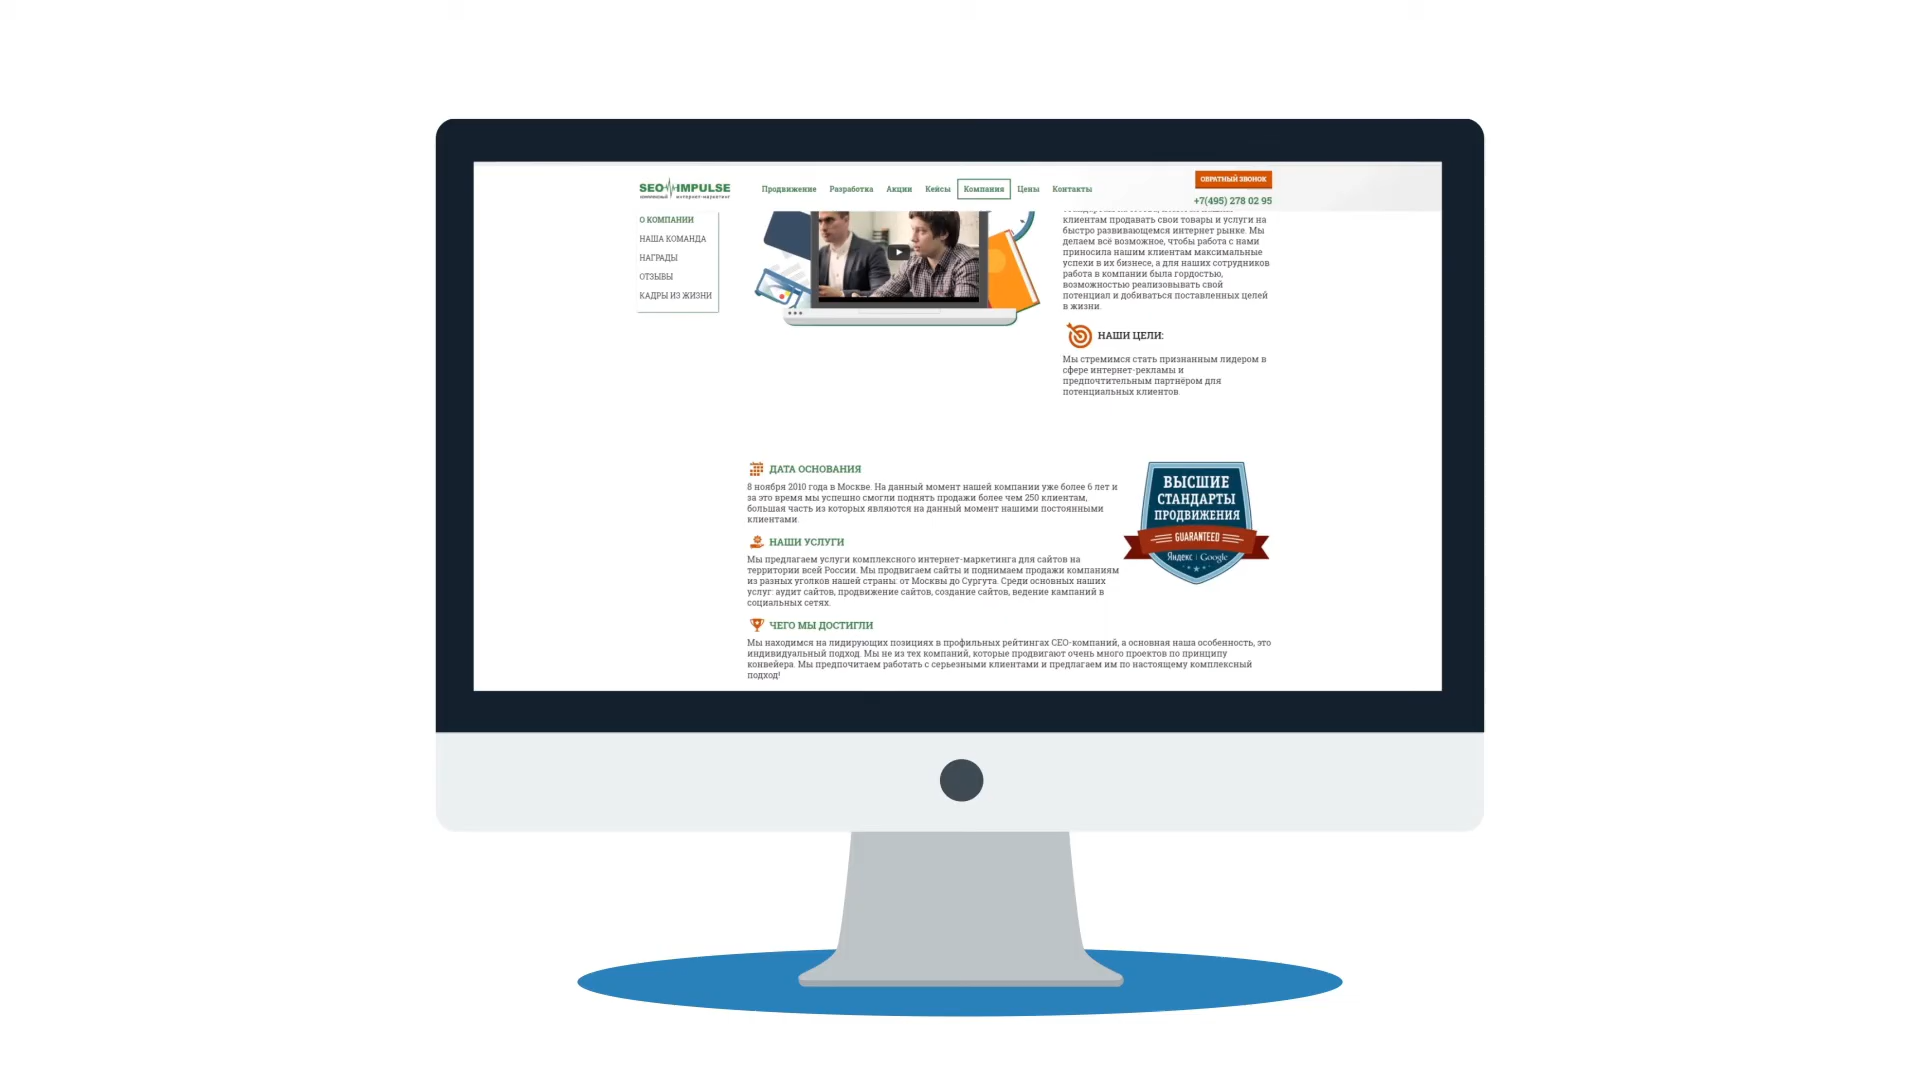 SEO IMPULSE
комплексный интернет-маркетинг
Продвижение Разработка Акции Кейсы Компания Цены Контакты
ОБРАТНЫЙ ЗВОНОК
+7(495) 278 02 95
О КОМПАНИИ
НАША КОМАНДА
НАГРАДЫ
ОТЗЫВЫ
КАДРЫ ИЗ ЖИЗНИ
клиентам продавать свои товары и услуги на
быстро развивающемся интернет рынке. Мы
делаем всё возможное, чтобы работа с нами
приносила нашим клиентам максимальные
успехи в их бизнесе, а для наших сотрудников
работа в компании была гордостью,
возможностью реализовывать свой
потенциал и добиваться поставленных целей
в жизни.
НАШИ ЦЕЛИ:
Мы стремимся стать признанным лидером в
сфере интернет-рекламы и
предпочтительным партнёром для
потенциальных клиентов.
ДАТА ОСНОВАНИЯ
8 ноября 2010 года в Москве. На данный момент нашей компании уже более 6 лет и
за это время мы успешно смогли поднять продажи более чем 250 клиентам,
большая часть из которых являются на данный момент нашими постоянными
клиентами.
НАШИ УСЛУГИ
Мы предлагаем услуги комплексного интернет-маркетинга для сайтов на
территории всей России. Мы продвигаем сайты и поднимаем продажи компаниям
из разных уголков нашей страны: от Москвы до Сургута. Среди основных наших
услуг: аудит сайтов, продвижение сайтов, создание сайтов, ведение кампаний в
социальных сетях.
ВЫСШИЕ
СТАНДАРТЫ
ПРОДВИЖЕНИЯ
GUARANTEED
Яндекс | Google
ЧЕГО МЫ ДОСТИГЛИ
Мы находимся на лидирующих позициях в профильных рейтингах СЕО-компаний, а основная наша особенность, это
индивидуальный подход. Мы не из тех компаний, которые продвигают очень много проектов по принципу
конвейера. Мы предпочитаем работать с серьезными клиентами и предлагаем им по настоящему комплексный
подход!